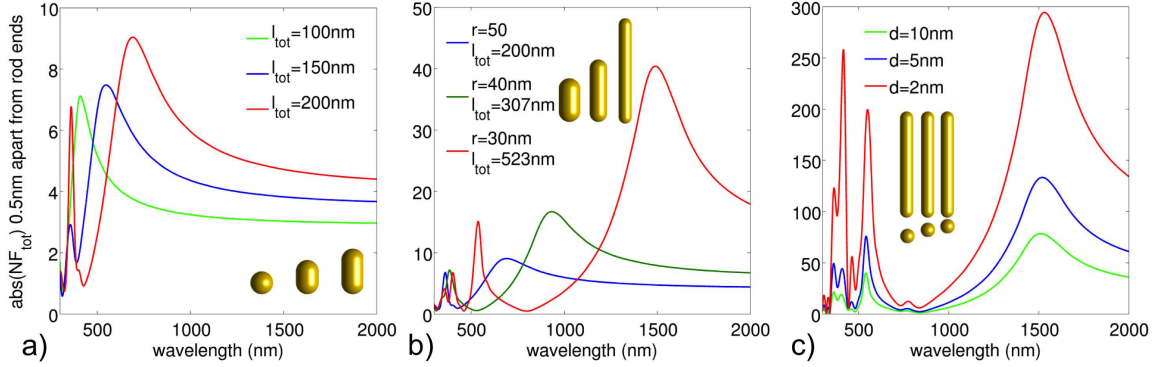 abs(NF_tot) 0.5nm apart from rod ends
10
8
6
4
2
0
l_tot=100nm
l_tot=150nm
l_tot=200nm
500
1000
1500
2000
wavelength (nm)
a)
50
40
30
20
10
0
r=50
l_tot=200nm
r=40nm
l_tot=307nm
r=30nm
l_tot=523nm
500
1000
1500
2000
wavelength (nm)
b)
300
250
200
150
100
50
0
d=10nm
d=5nm
d=2nm
500
1000
1500
2000
wavelength (nm)
c)